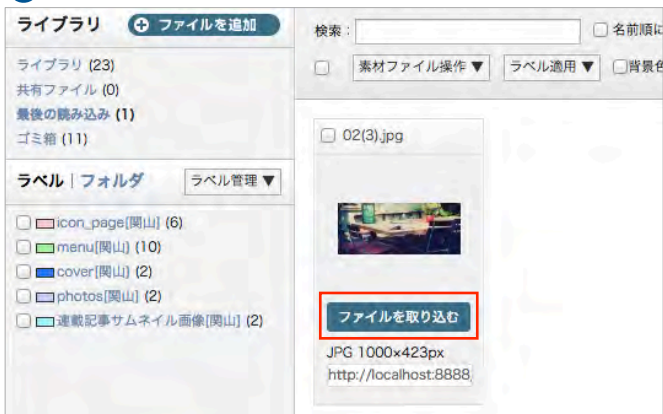 ライブラリ ファイルを追加
ライブラリ (23)
共有ファイル (0)
最後の読み込み (1)
ゴミ箱 (11)
ラベル | フォルダ ラベル管理 ▼
icon_page[関山] (6)
menu[関山] (10)
cover[関山] (2)
photos[関山] (2)
連載記事サムネイル画像[関山] (2)
検索 : 名前順に
素材ファイル操作 ▼ ラベル適用 ▼ 背景色
02(3).jpg
ファイルを取り込む
JPG 1000×423px
http://localhost:8888